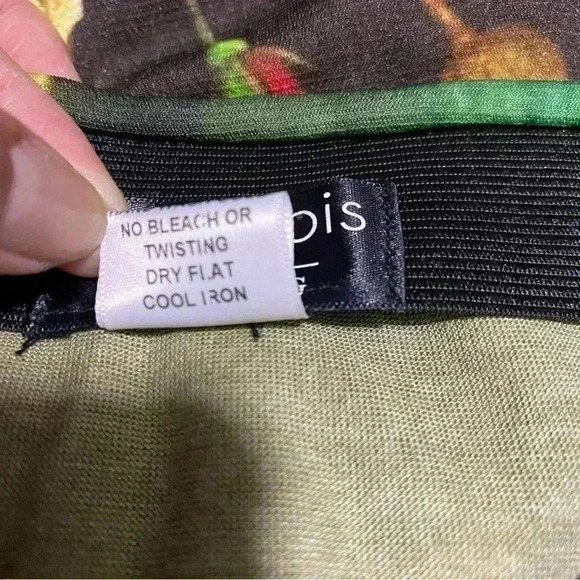 NO BLEACH OR
TWISTING
DRY FLAT
COOL IRON